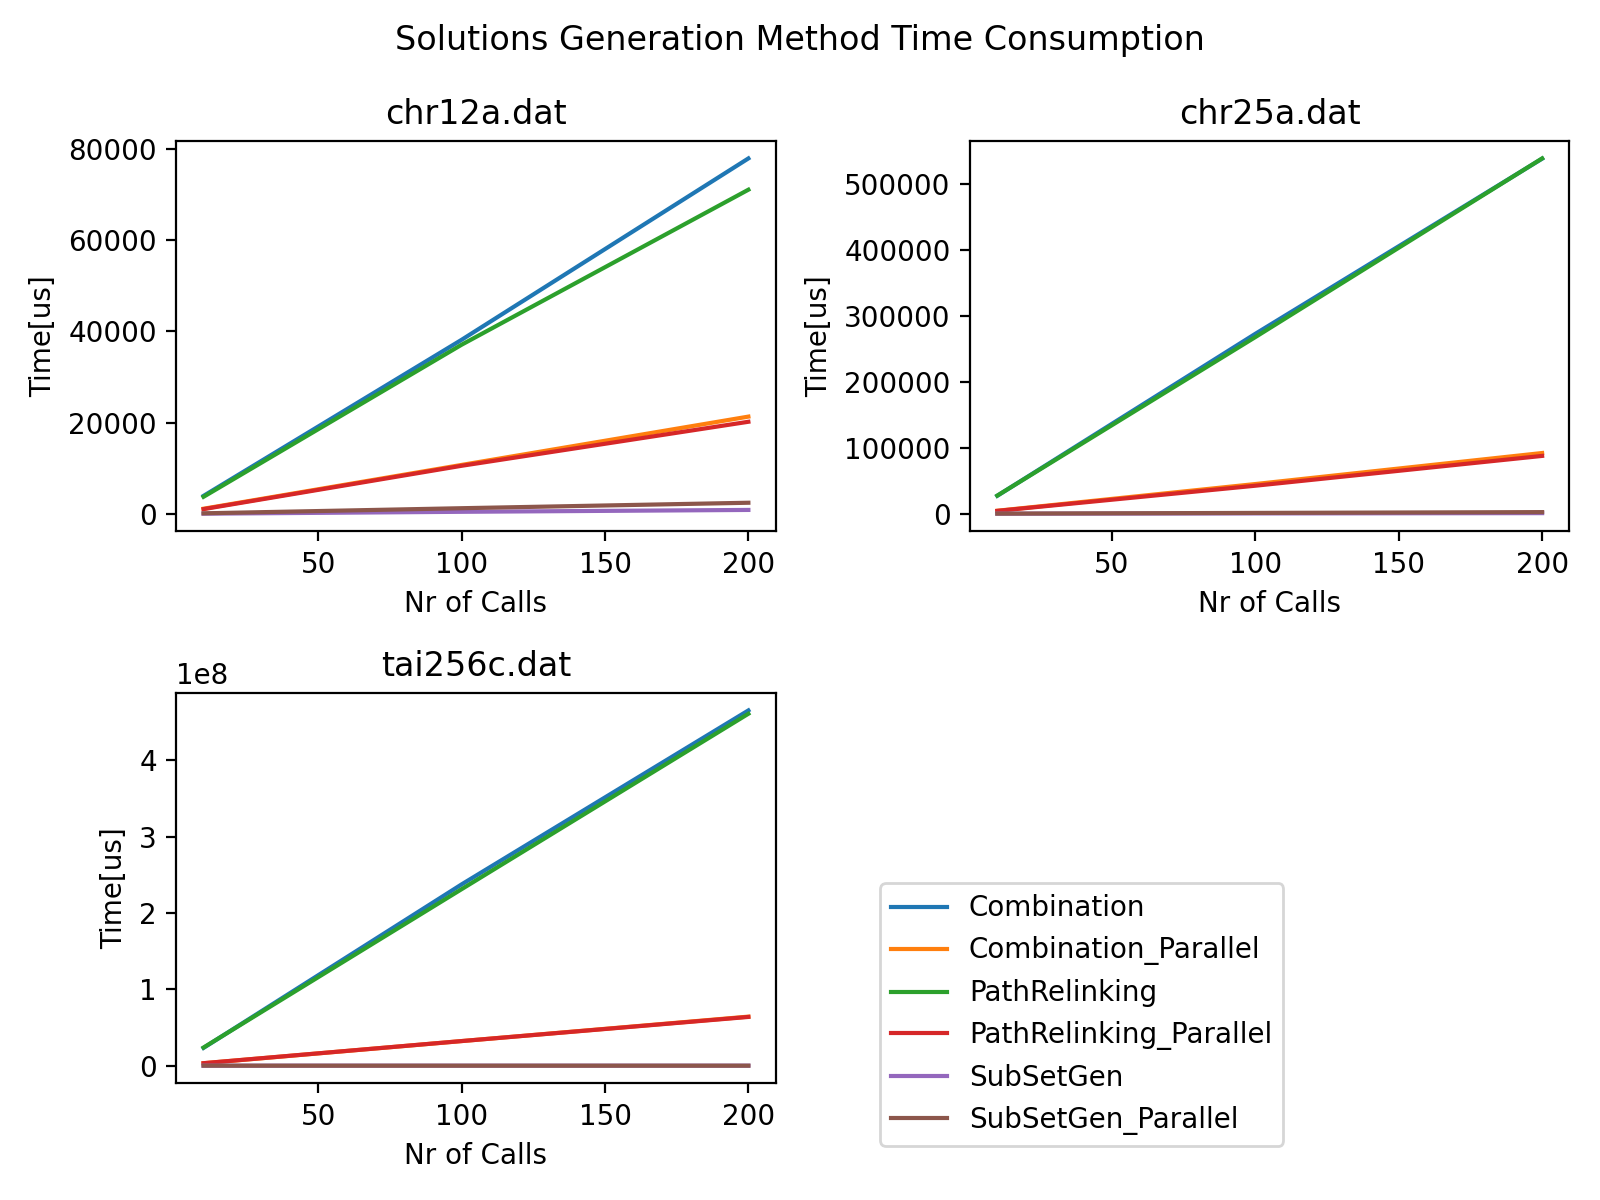 Solutions Generation Method Time Consumption
chr12a.dat
80000
60000
40000
20000
0
Time[us]
50 100 150 200
Nr of Calls
chr25a.dat
500000
400000
300000
200000
100000
0
Time[us]
50 100 150 200
Nr of Calls
tai256c.dat
1e8
4
3
2
1
0
Time[us]
50 100 150 200
Nr of Calls
Combination
Combination_Parallel
PathRelinking
PathRelinking_Parallel
SubSetGen
SubSetGen_Parallel